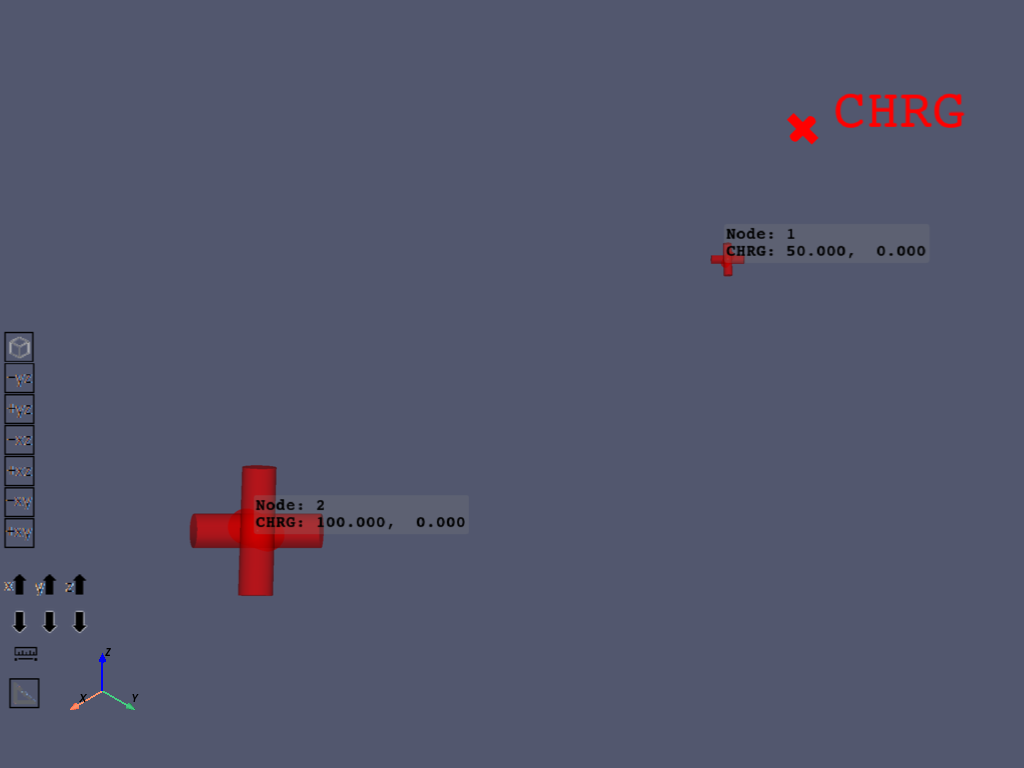 CHRG
Node: 1
CHRG: 50.000, 0.000
Node: 2
CHRG: 100.000, 0.000
-yz
+yz
-xz
+xz
-xy
+xy
x y z
Z
X Y